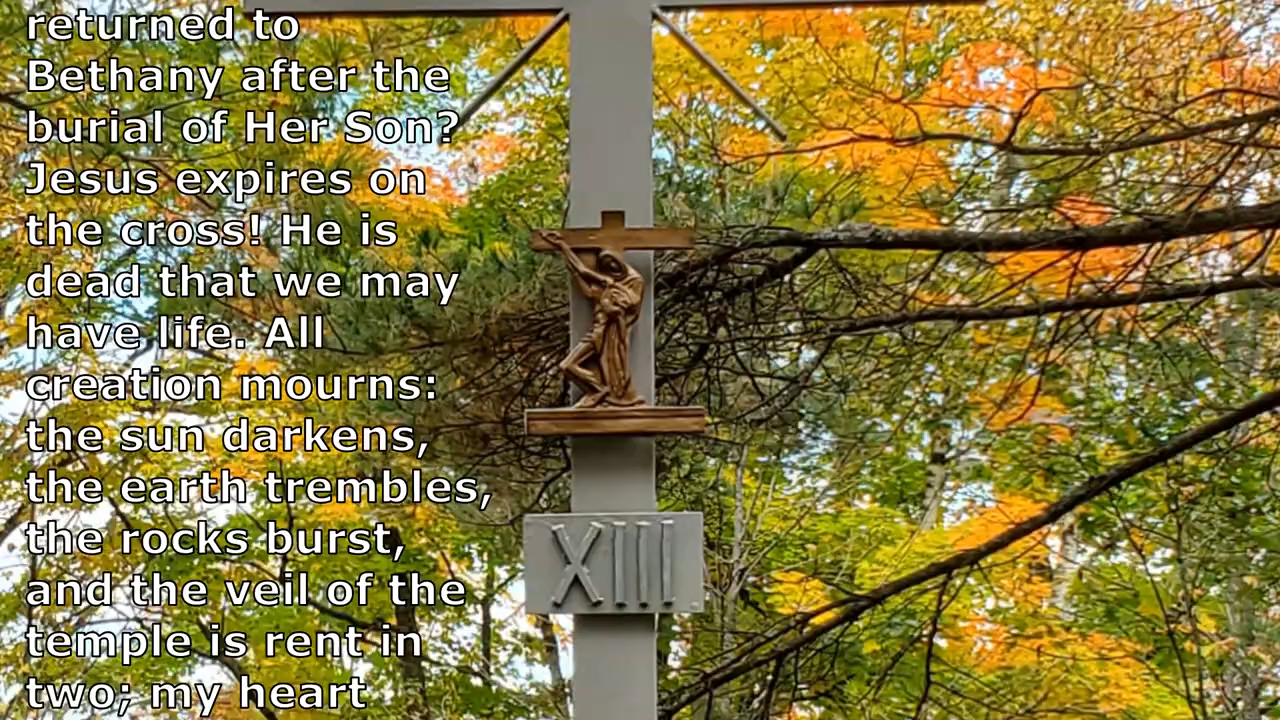 returned to
Bethany after the
burial of Her Son?
Jesus expires on
the cross! He is
dead that we may
have life. All
creation mourns:
the sun darkens,
the earth trembles,
the rocks burst,
and the veil of the
temple is rent in
two; my heart
XIII